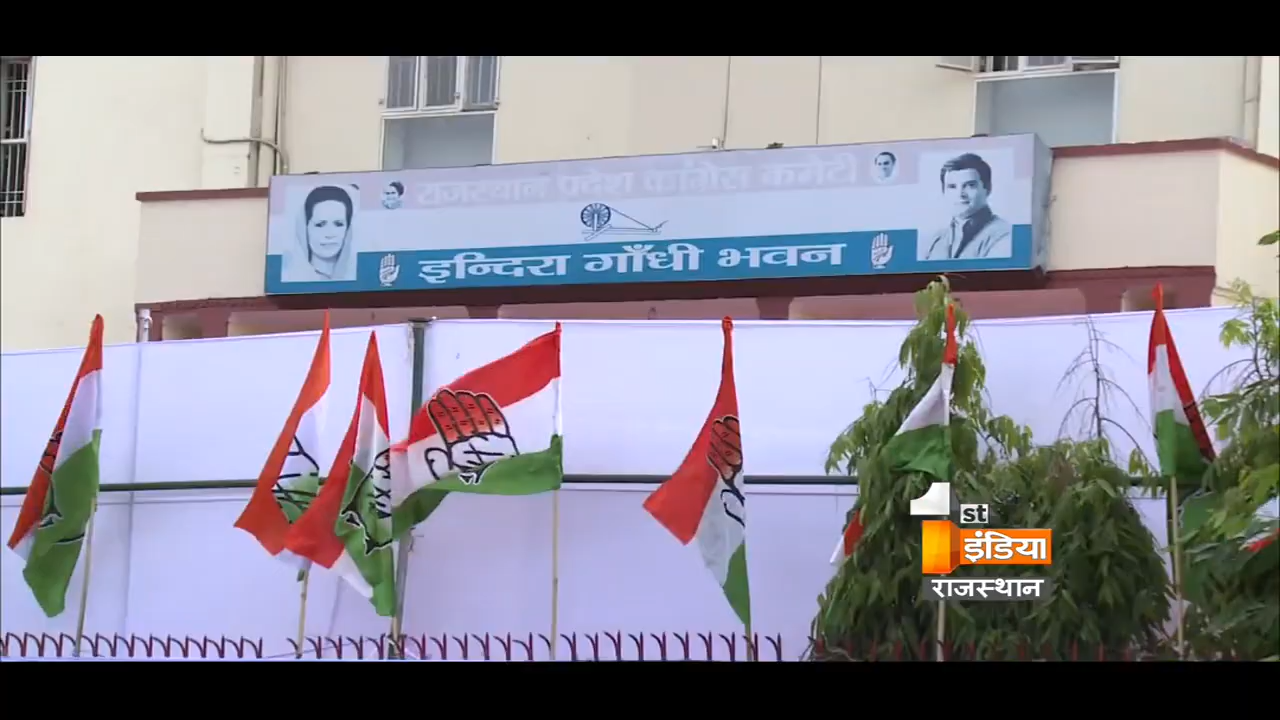 राजस्थान प्रदेश कांग्रेस कमेटी
इन्दिरा गाँधी भवन
1st
इंडिया
राजस्थान